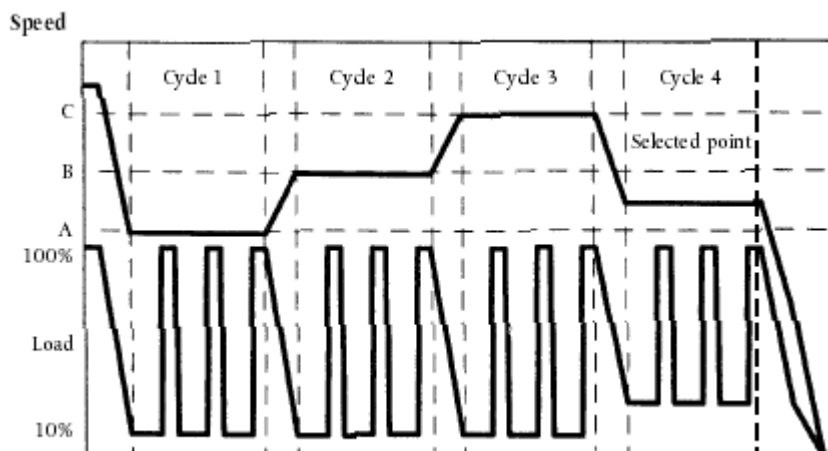 Speed
Cycle 1
Cycle 2
Cycle 3
Cycle 4
C
Selected point
B
A
100%
Load
10%